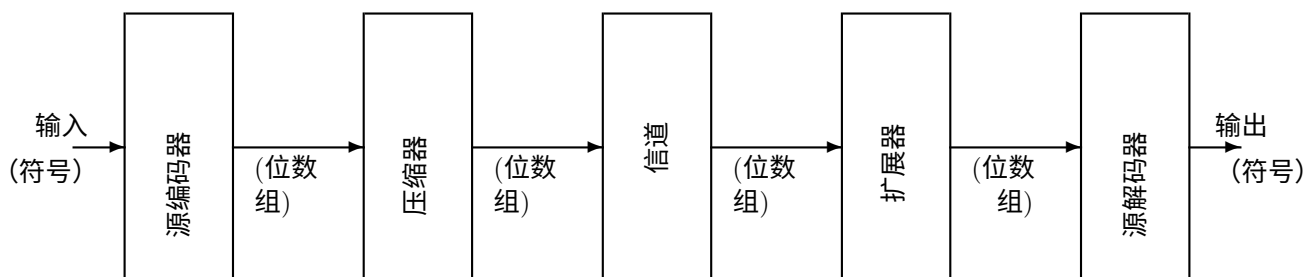 输入
（符号）
源编码器
(位数
组)
压缩器
(位数
组)
信道
(位数
组)
扩展器
(位数
组)
源解码器
输出
（符号）